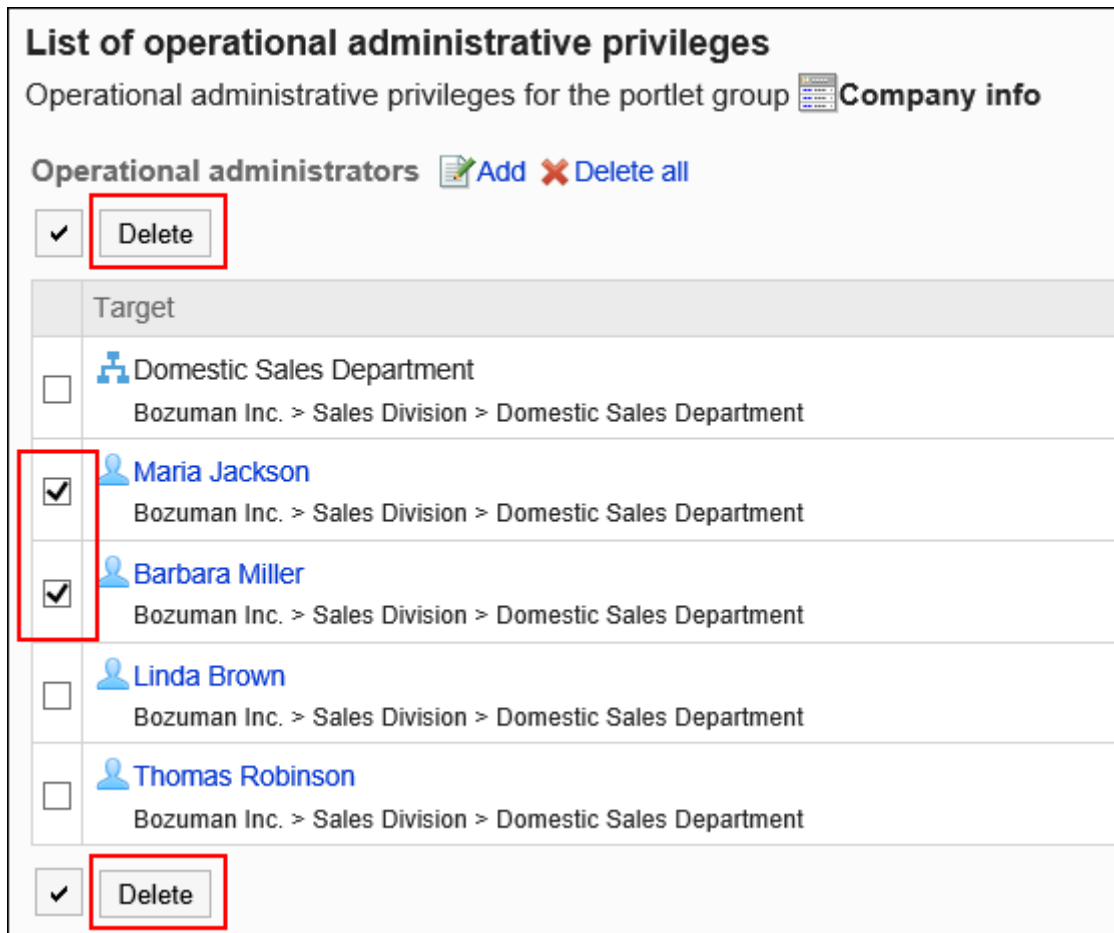 List of operational administrative privileges
Operational administrative privileges for the portlet group Company info
Operational administrators Add Delete all
Delete
Target
Domestic Sales Department
Bozuman Inc. > Sales Division > Domestic Sales Department
Maria Jackson
Bozuman Inc. > Sales Division > Domestic Sales Department
Barbara Miller
Bozuman Inc. > Sales Division > Domestic Sales Department
Linda Brown
Bozuman Inc. > Sales Division > Domestic Sales Department
Thomas Robinson
Bozuman Inc. > Sales Division > Domestic Sales Department
Delete